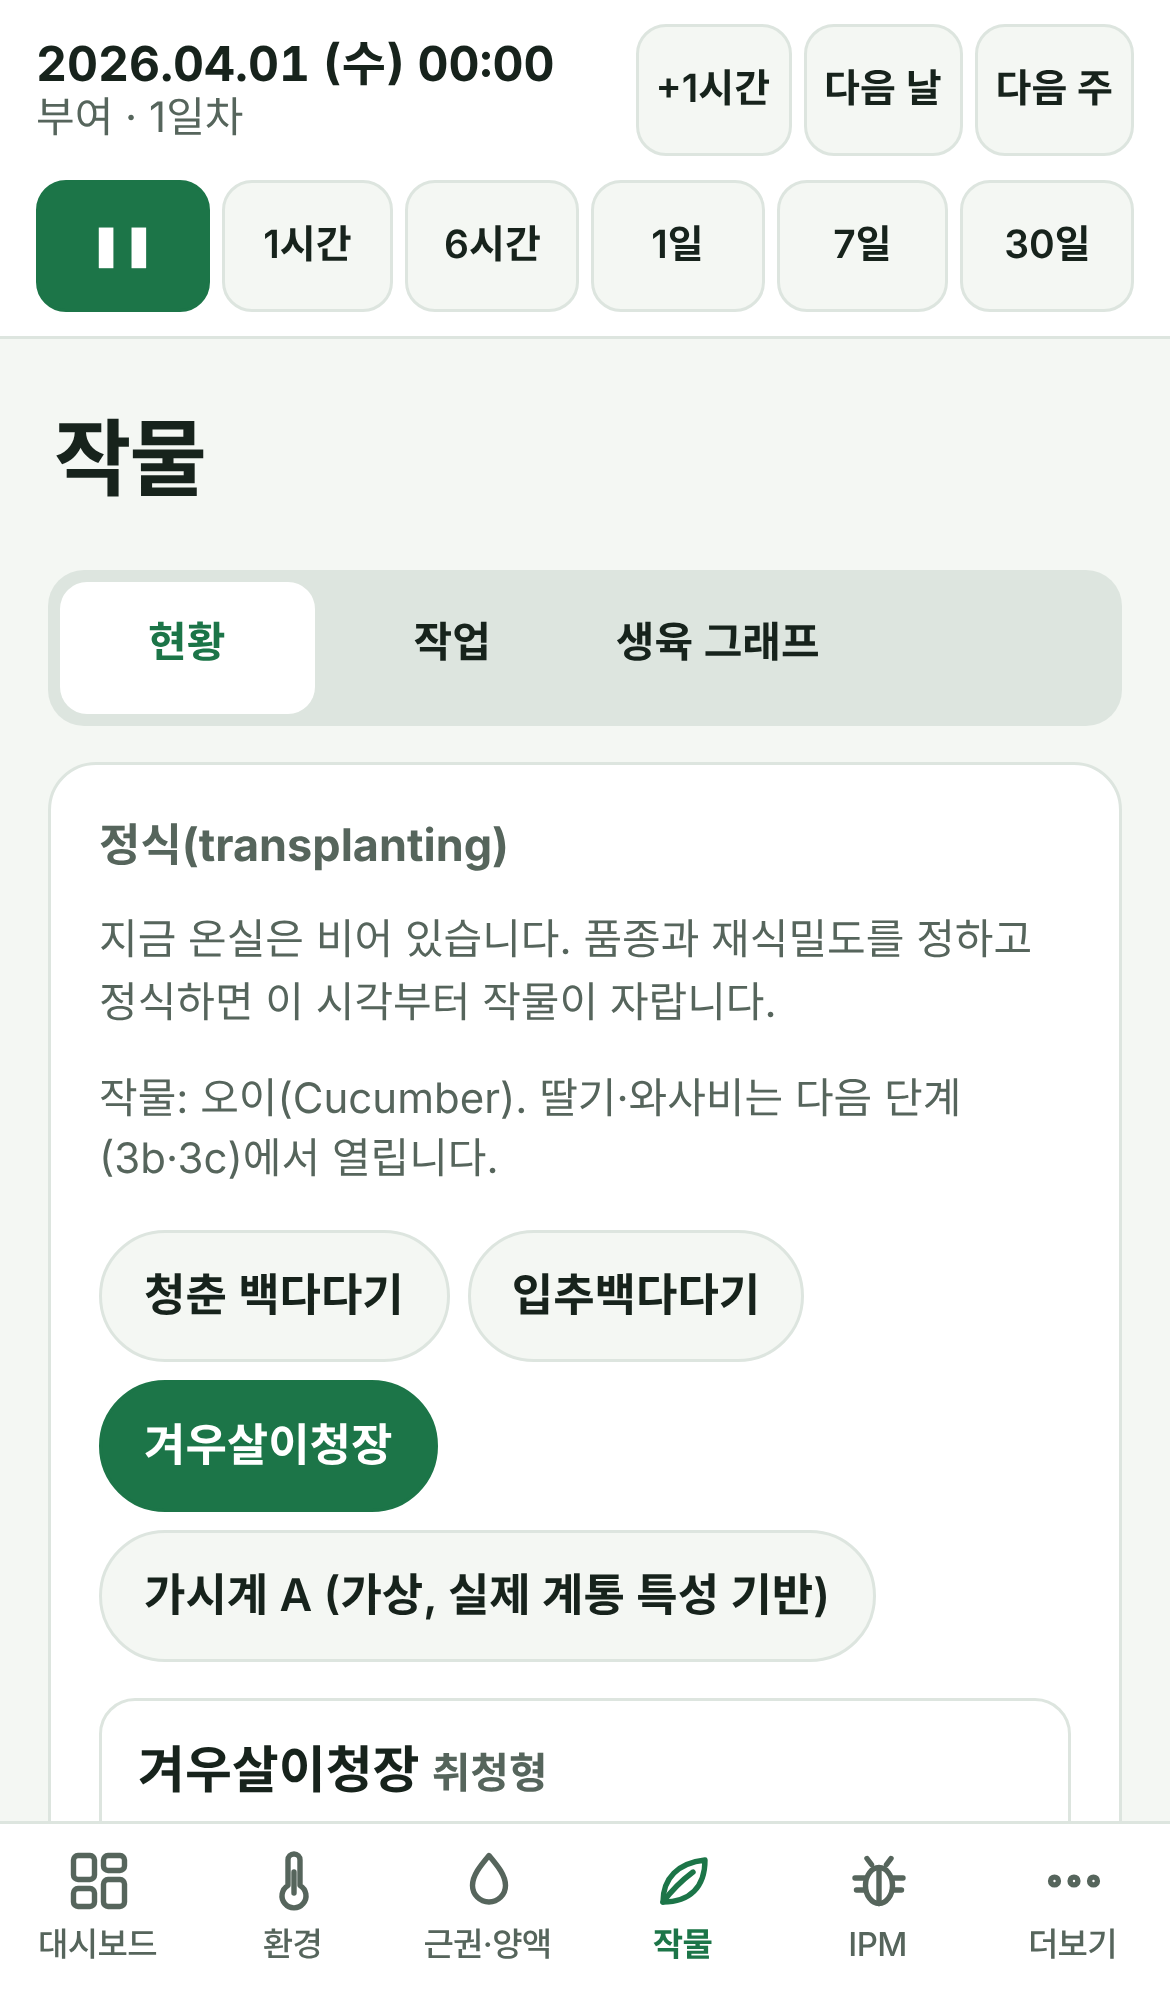 2026.04.01 (수) 00:00
부여 · 1일차
+1시간
다음 날
다음 주
1시간
6시간
1일
7일
30일
작물
현황
작업
생육 그래프
정식(transplanting)
지금 온실은 비어 있습니다. 품종과 재식밀도를 정하고
정식하면 이 시각부터 작물이 자랍니다.
작물: 오이(Cucumber). 딸기·와사비는 다음 단계
(3b·3c)에서 열립니다.
청춘 백다다기
입추백다다기
겨우살이청장
가시계 A (가상, 실제 계통 특성 기반)
겨우살이청장 취청형
대시보드
환경
근권·양액
작물
IPM
더보기